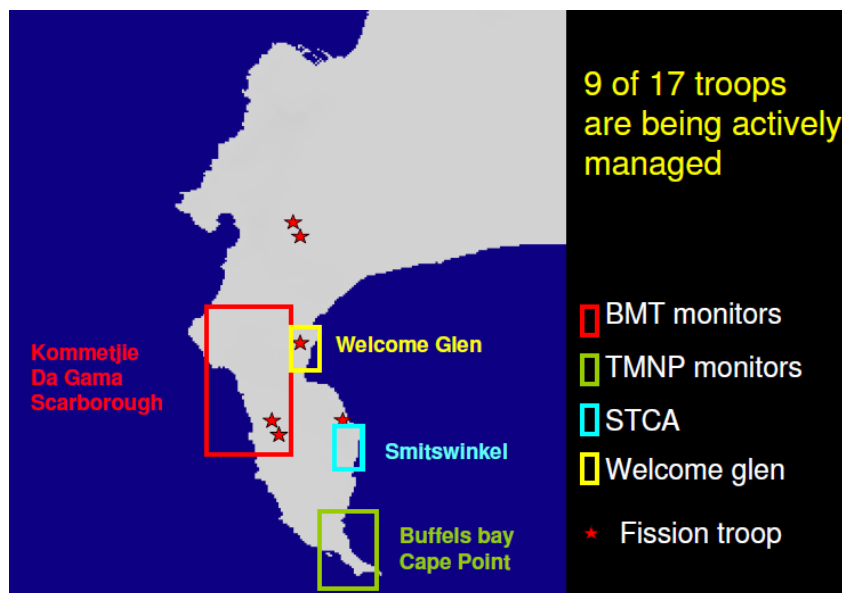 9 of 17 troops
are being actively
managed
BMT monitors
TMNP monitors
STCA
Welcome glen
Fission troop
Welcome Glen
Kommetjie
Da Gama
Scarborough
Smitswinkel
Buffels bay
Cape Point